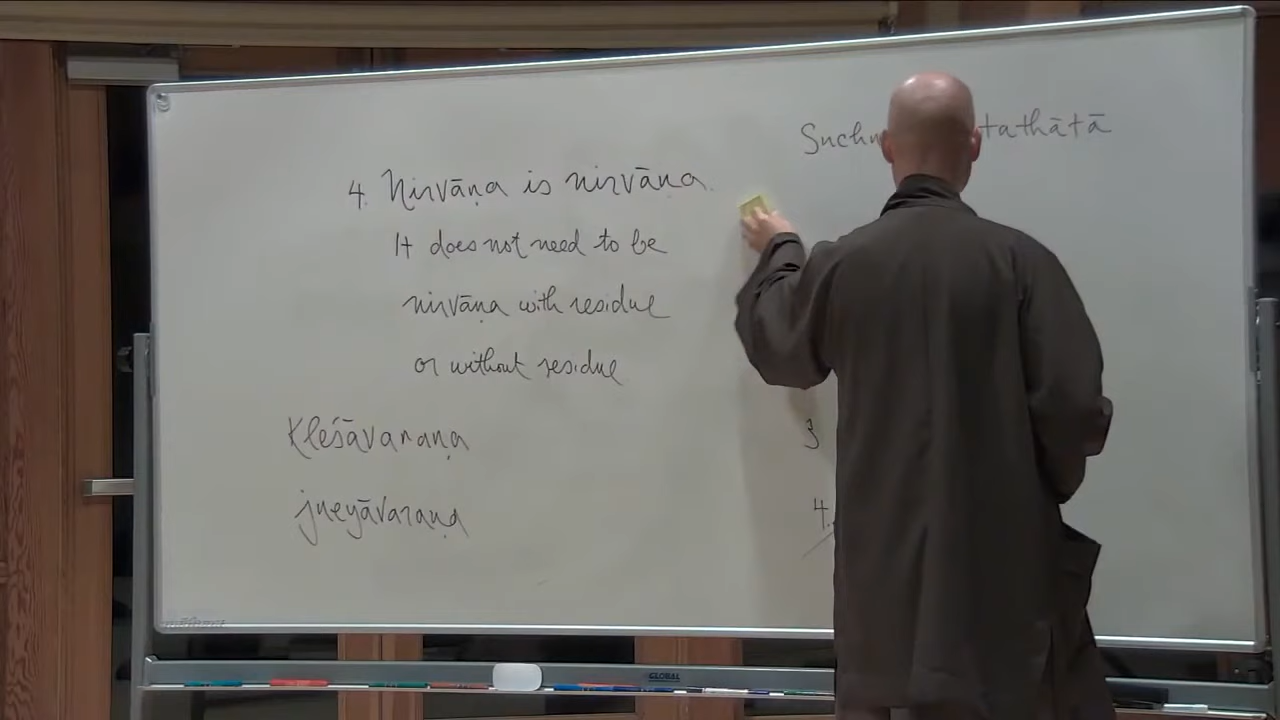 4. Nirvāṇa is nirvāṇa.
It does not need to be
nirvāṇa with residue
or without residue
Kleśāvaraṇa
jneyāvaraṇa
tathātā
3
4.
GLOBAL